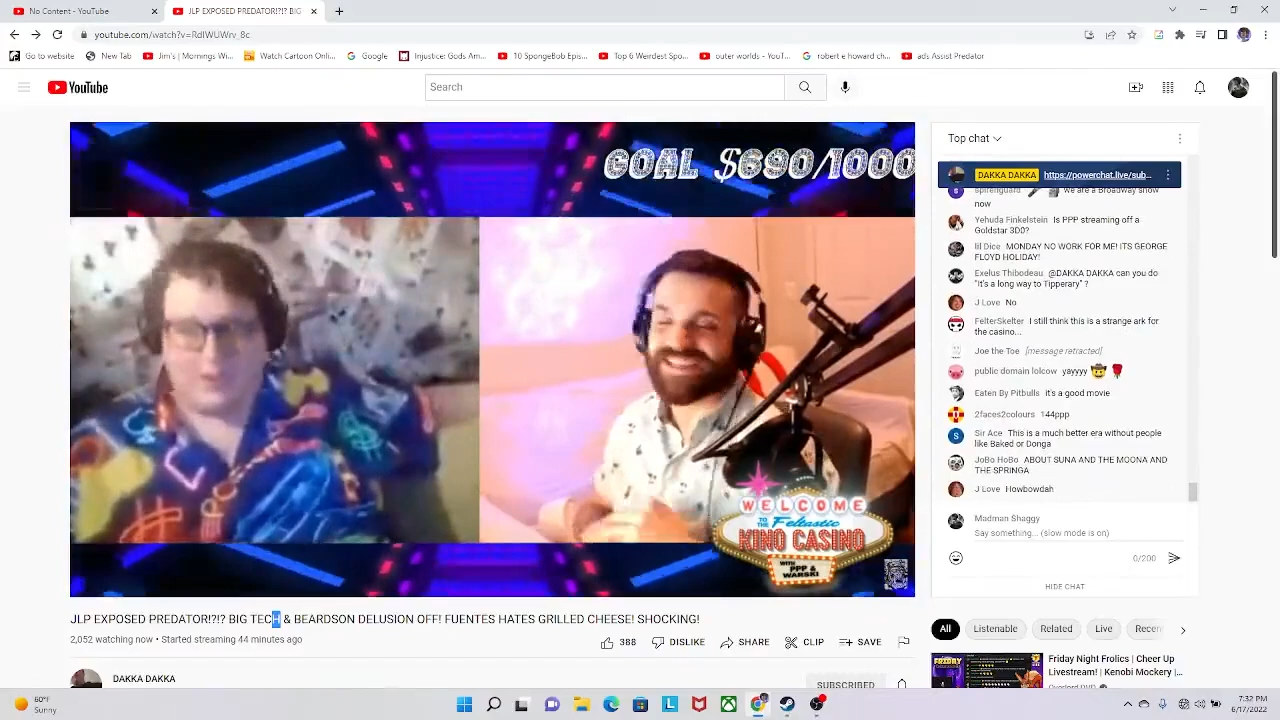 No Content - YouTube
JLP EXPOSED PREDATOR!?!? BIG
youtube.com/watch?v=RdIWUWrv_8c
Go to website
New Tab
Jim's | Mornings Wi...
Watch Cartoon Onli...
Google
Injustice: Gods Am...
10 SpongeBob Epis...
Top 6 Weirdest Spo...
outer worlds - YouT...
robert e howard ch...
ads Assist Predator
YouTube
Search
GOAL $690/1000
WELCOME
TO THE Feltastic
KINO CASINO
WITH PPP & WARSKI
Top chat
DAKKA DAKKA https://powerchat.live/sub...
spirenguard we are a Broadway show
now
Yehuda Finkelstein Is PPP streaming off a
Goldstar 3D0?
lil Dice MONDAY NO WORK FOR ME! ITS GEORGE
FLOYD HOLIDAY!
Exelus Thibodeau @DAKKA DAKKA can you do
"It's a long way to Tipperary" ?
J Love No
FelterSkelter I still think this is a strange ark for
the casino...
Joe the Toe [message retracted]
public domain lolcow yayyyy
Eaten By Pitbulls it's a good movie
2faces2colours 144ppp
Sir Ace This is a much better era without people
like Baked or Donga
JoBo HoBo ABOUT SUNA AND THE MOONA AND
THE SPRINGA
J Love Howbowdah
Madman Shaggy
Say something... (slow mode is on)
0/200
HIDE CHAT
JLP EXPOSED PREDATOR!?!? BIG TECH & BEARDSON DELUSION OFF! FUENTES HATES GRILLED CHEESE! SHOCKING!
2,052 watching now • Started streaming 44 minutes ago
388
DISLIKE
SHARE
CLIP
SAVE
DAKKA DAKKA
SUBSCRIBED
All
Listenable
Related
Live
Recen
Friday Night Frolics | Chart Up
Livestream! | Kenobi Victory l...
FRIDAY
Sunny
7:32 PM
6/17/2022